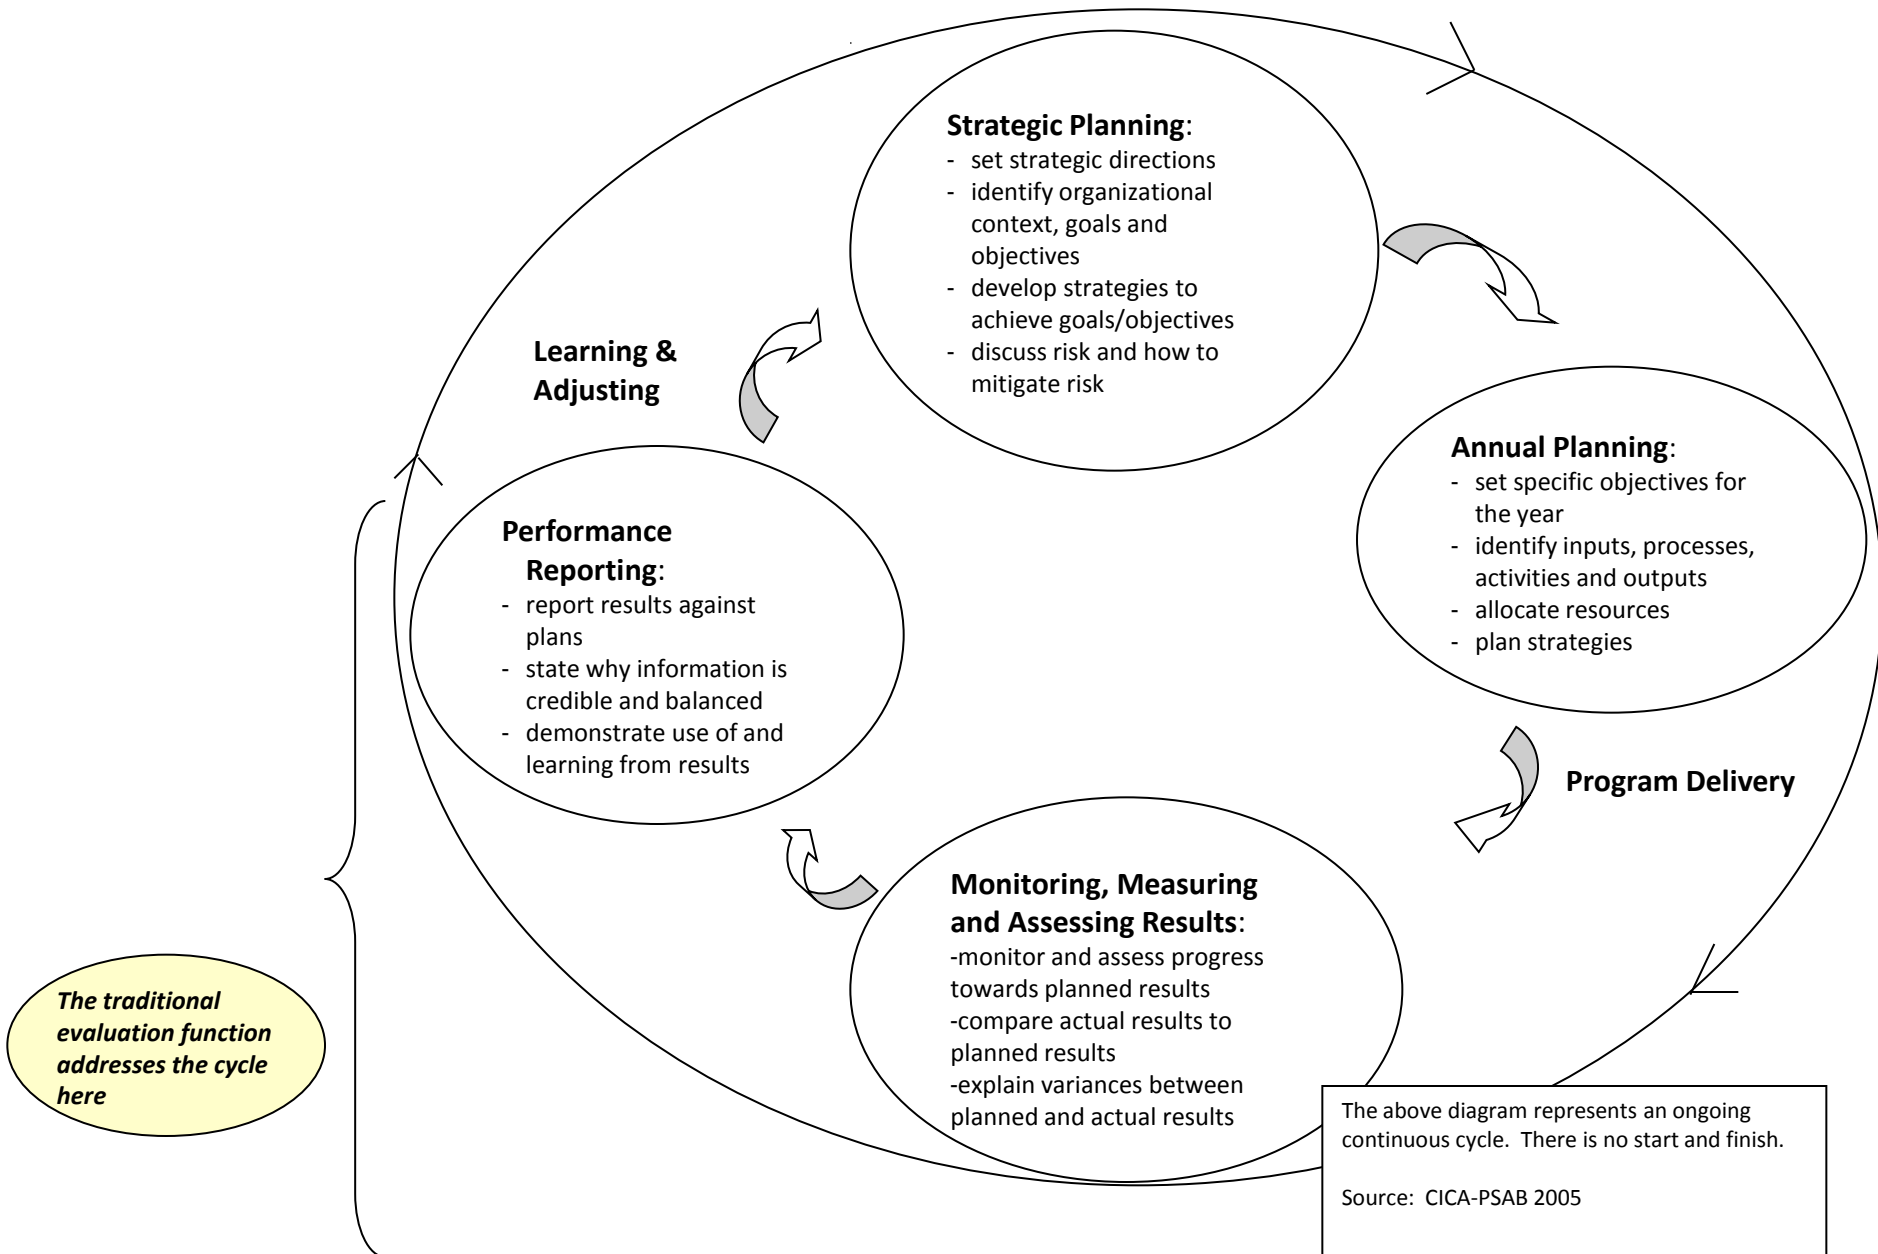 Strategic Planning:
- set strategic directions
- identify organizational
context, goals and
objectives
- develop strategies to
achieve goals/objectives
- discuss risk and how to
mitigate risk
Learning &
Adjusting
Annual Planning:
- set specific objectives for
the year
- identify inputs, processes,
activities and outputs
- allocate resources
- plan strategies
Performance
Reporting:
- report results against
plans
- state why information is
credible and balanced
- demonstrate use of and
learning from results
Program Delivery
Monitoring, Measuring
and Assessing Results:
-monitor and assess progress
towards planned results
-compare actual results to
planned results
-explain variances between
planned and actual results
The traditional
evaluation function
addresses the cycle
here
The above diagram represents an ongoing
continuous cycle. There is no start and finish.
Source: CICA-PSAB 2005